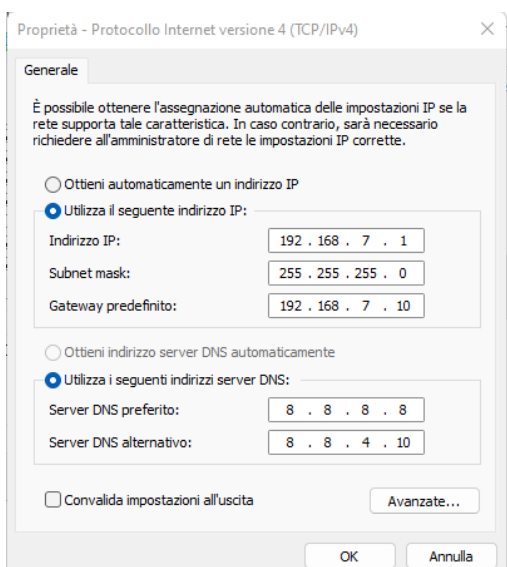 Proprietà - Protocollo Internet versione 4 (TCP/IPv4)
Generale
È possibile ottenere l'assegnazione automatica delle impostazioni IP se la
rete supporta tale caratteristica. In caso contrario, sarà necessario
richiedere all'amministratore di rete le impostazioni IP corrette.
Ottieni automaticamente un indirizzo IP
Utilizza il seguente indirizzo IP:
Indirizzo IP: 192 . 168 . 7 . 1
Subnet mask: 255 . 255 . 255 . 0
Gateway predefinito: 192 . 168 . 7 . 10
Ottieni indirizzo server DNS automaticamente
Utilizza i seguenti indirizzi server DNS:
Server DNS preferito: 8 . 8 . 8 . 8
Server DNS alternativo: 8 . 8 . 4 . 10
Convalida impostazioni all'uscita
Avanzate...
OK Annulla